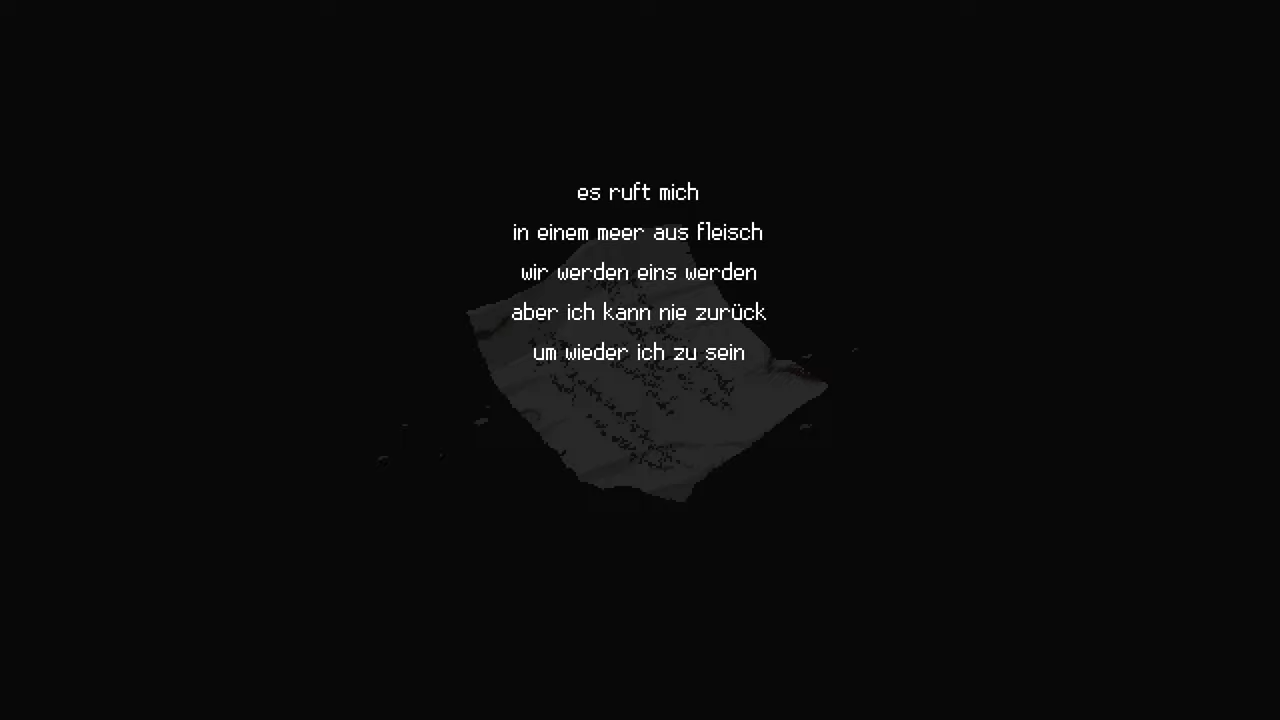 es ruft mich
in einem meer aus fleisch
wir werden eins werden
aber ich kann nie zurück
um wieder ich zu sein